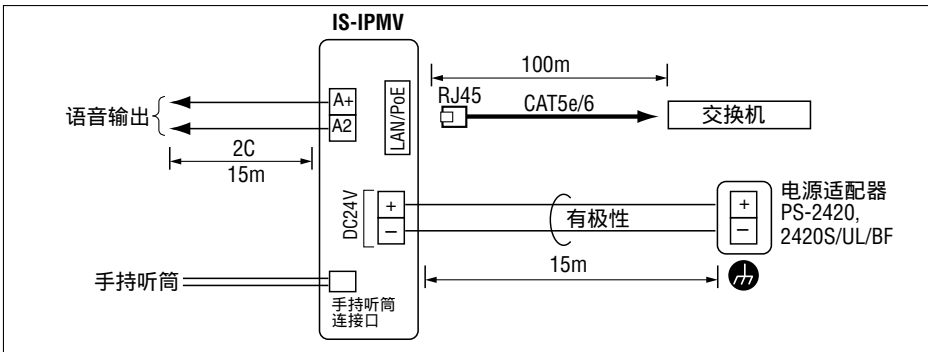 IS-IPMV
语音输出
A+
A2
2C
15m
LAN/PoE
100m
RJ45
CAT5e/6
交换机
DC24V
+
−
有极性
15m
+
−
电源适配器
PS-2420,
2420S/UL/BF
手持听筒
手持听筒
连接口